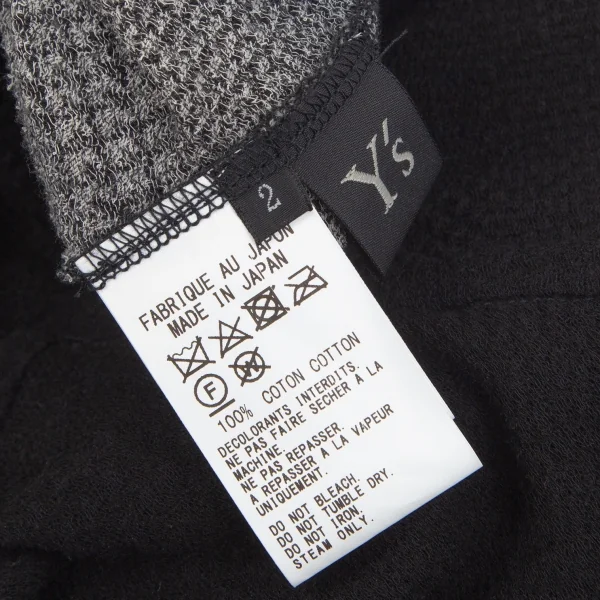 Y's
2
FABRIQUE AU JAPON
MADE IN JAPAN
F
W
100% COTON COTTON
DECOLORANTS INTERDITS.
NE PAS FAIRE SECHER À LA
MACHINE.
NE PAS REPASSER.
A REPASSER A LA VAPEUR
UNIQUEMENT.
DO NOT BLEACH.
DO NOT TUMBLE DRY.
DO NOT IRON.
STEAM ONLY.